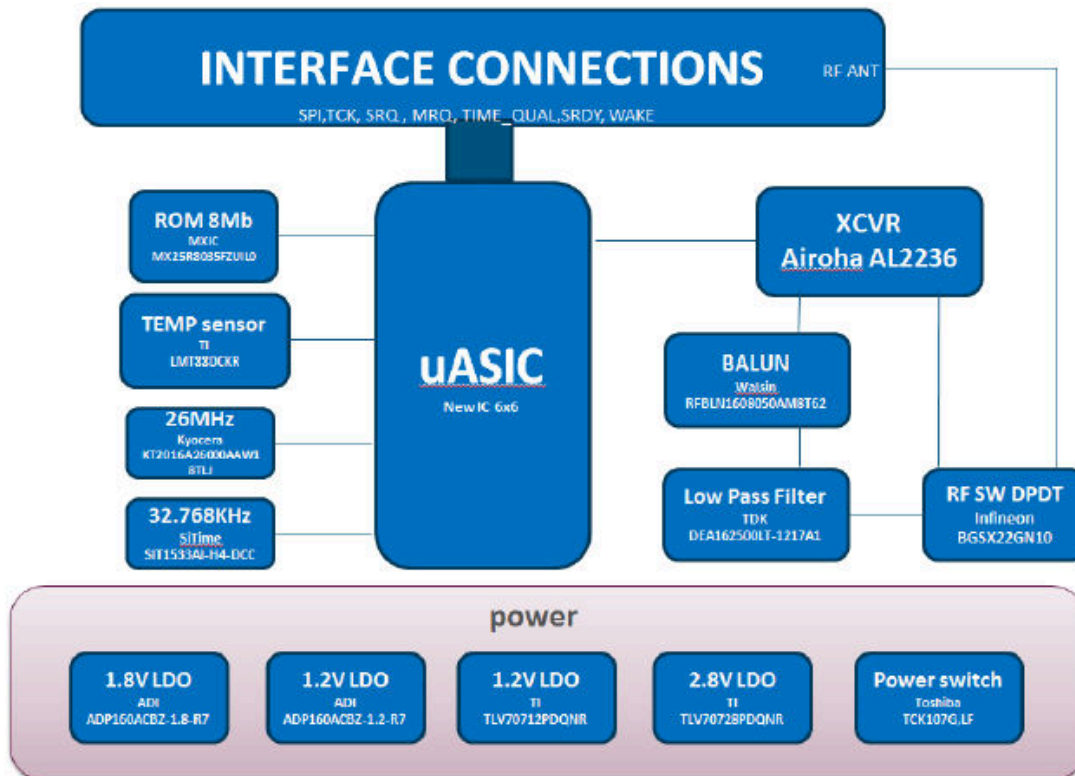 INTERFACE CONNECTIONS
RF ANT
SPI,TCK, SRQ , MRQ, TIME_QUAL,SRDY, WAKE
ROM 8Mb
MXIC
MX25R8035FZUIL0
XCVR
Airoha AL2236
TEMP sensor
TI
LMT88DCKR
uASIC
New IC 6x6
BALUN
Walsin
RFBLN1608050AM8T62
26MHz
Kyocera
KT2016A26000AAW1
8TLJ
Low Pass Filter
TDK
DEA162500LT-1217A1
RF SW DPDT
Infineon
BGSX22GN10
32.768KHz
SiTime
SIT1533AI-H4-DCC
power
1.8V LDO
ADI
ADP160ACBZ-1.8-R7
1.2V LDO
ADI
ADP160ACBZ-1.2-R7
1.2V LDO
TI
TLV70712PDQNR
2.8V LDO
TI
TLV70728PDQNR
Power switch
Toshiba
TCK107G,LF